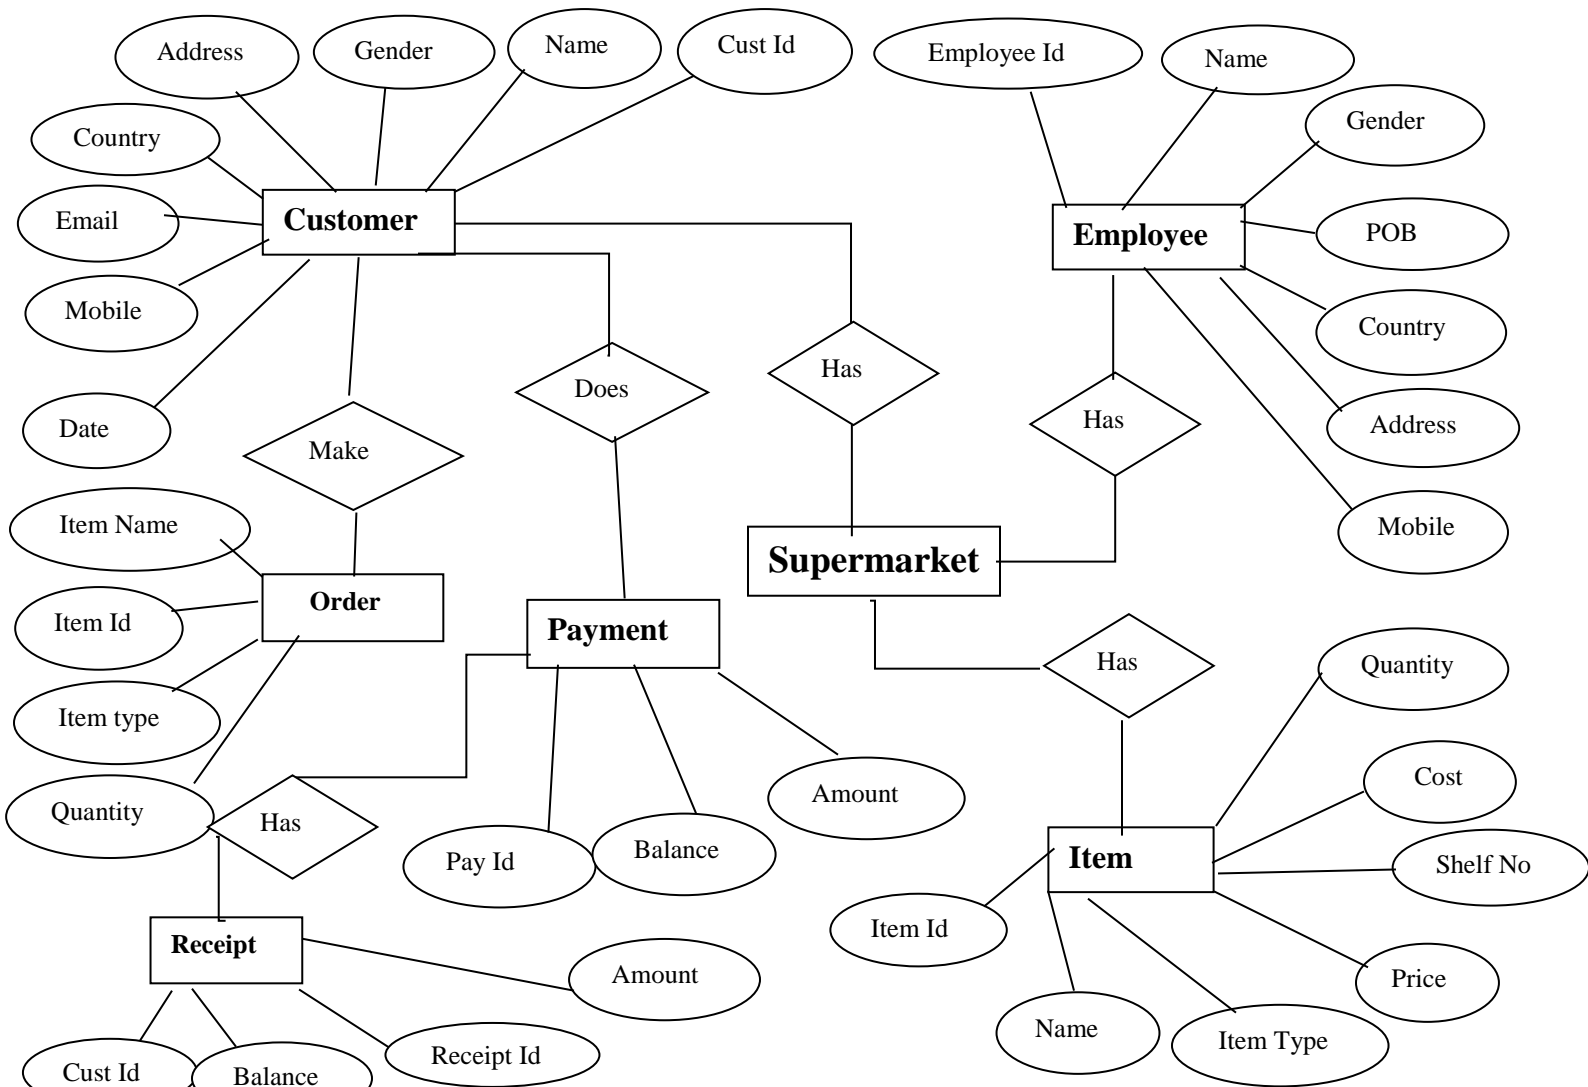 Address
Gender
Name
Cust Id
Employee Id
Name
Country
Gender
Email
Customer
Employee
POB
Mobile
Country
Has
Does
Date
Make
Has
Address
Item Name
Mobile
Supermarket
Order
Item Id
Payment
Has
Quantity
Item type
Cost
Amount
Quantity
Has
Pay Id
Balance
Item
Shelf No
Item Id
Receipt
Amount
Price
Name
Item Type
Receipt Id
Cust Id
Balance